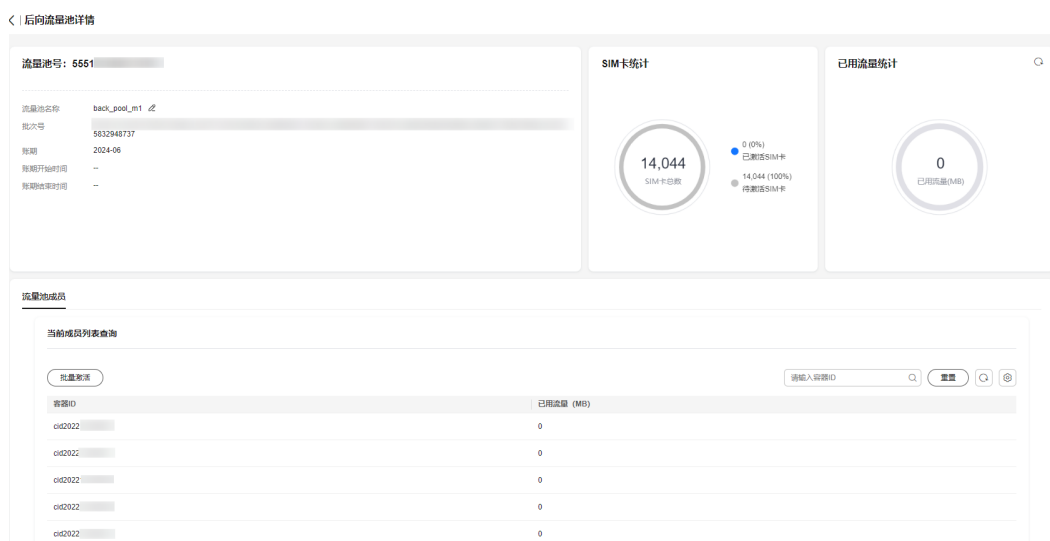 后向流量池详情
流量池号：5551
流量池名称 back_pool_m1
批次号
5832948737
账期 2024-06
账期开始时间 --
账期结束时间 --
SIM卡统计
14,044
SIM卡总数
0 (0%)
已激活SIM卡
14,044 (100%)
待激活SIM卡
已用流量统计
0
已用流量(MB)
流量池成员
当前成员列表查询
批量激活 请输入容器ID 重置
容器ID 已用流量 (MB)
cid2022 0
cid2022 0
cid2022 0
cid2022 0
cid2022 0